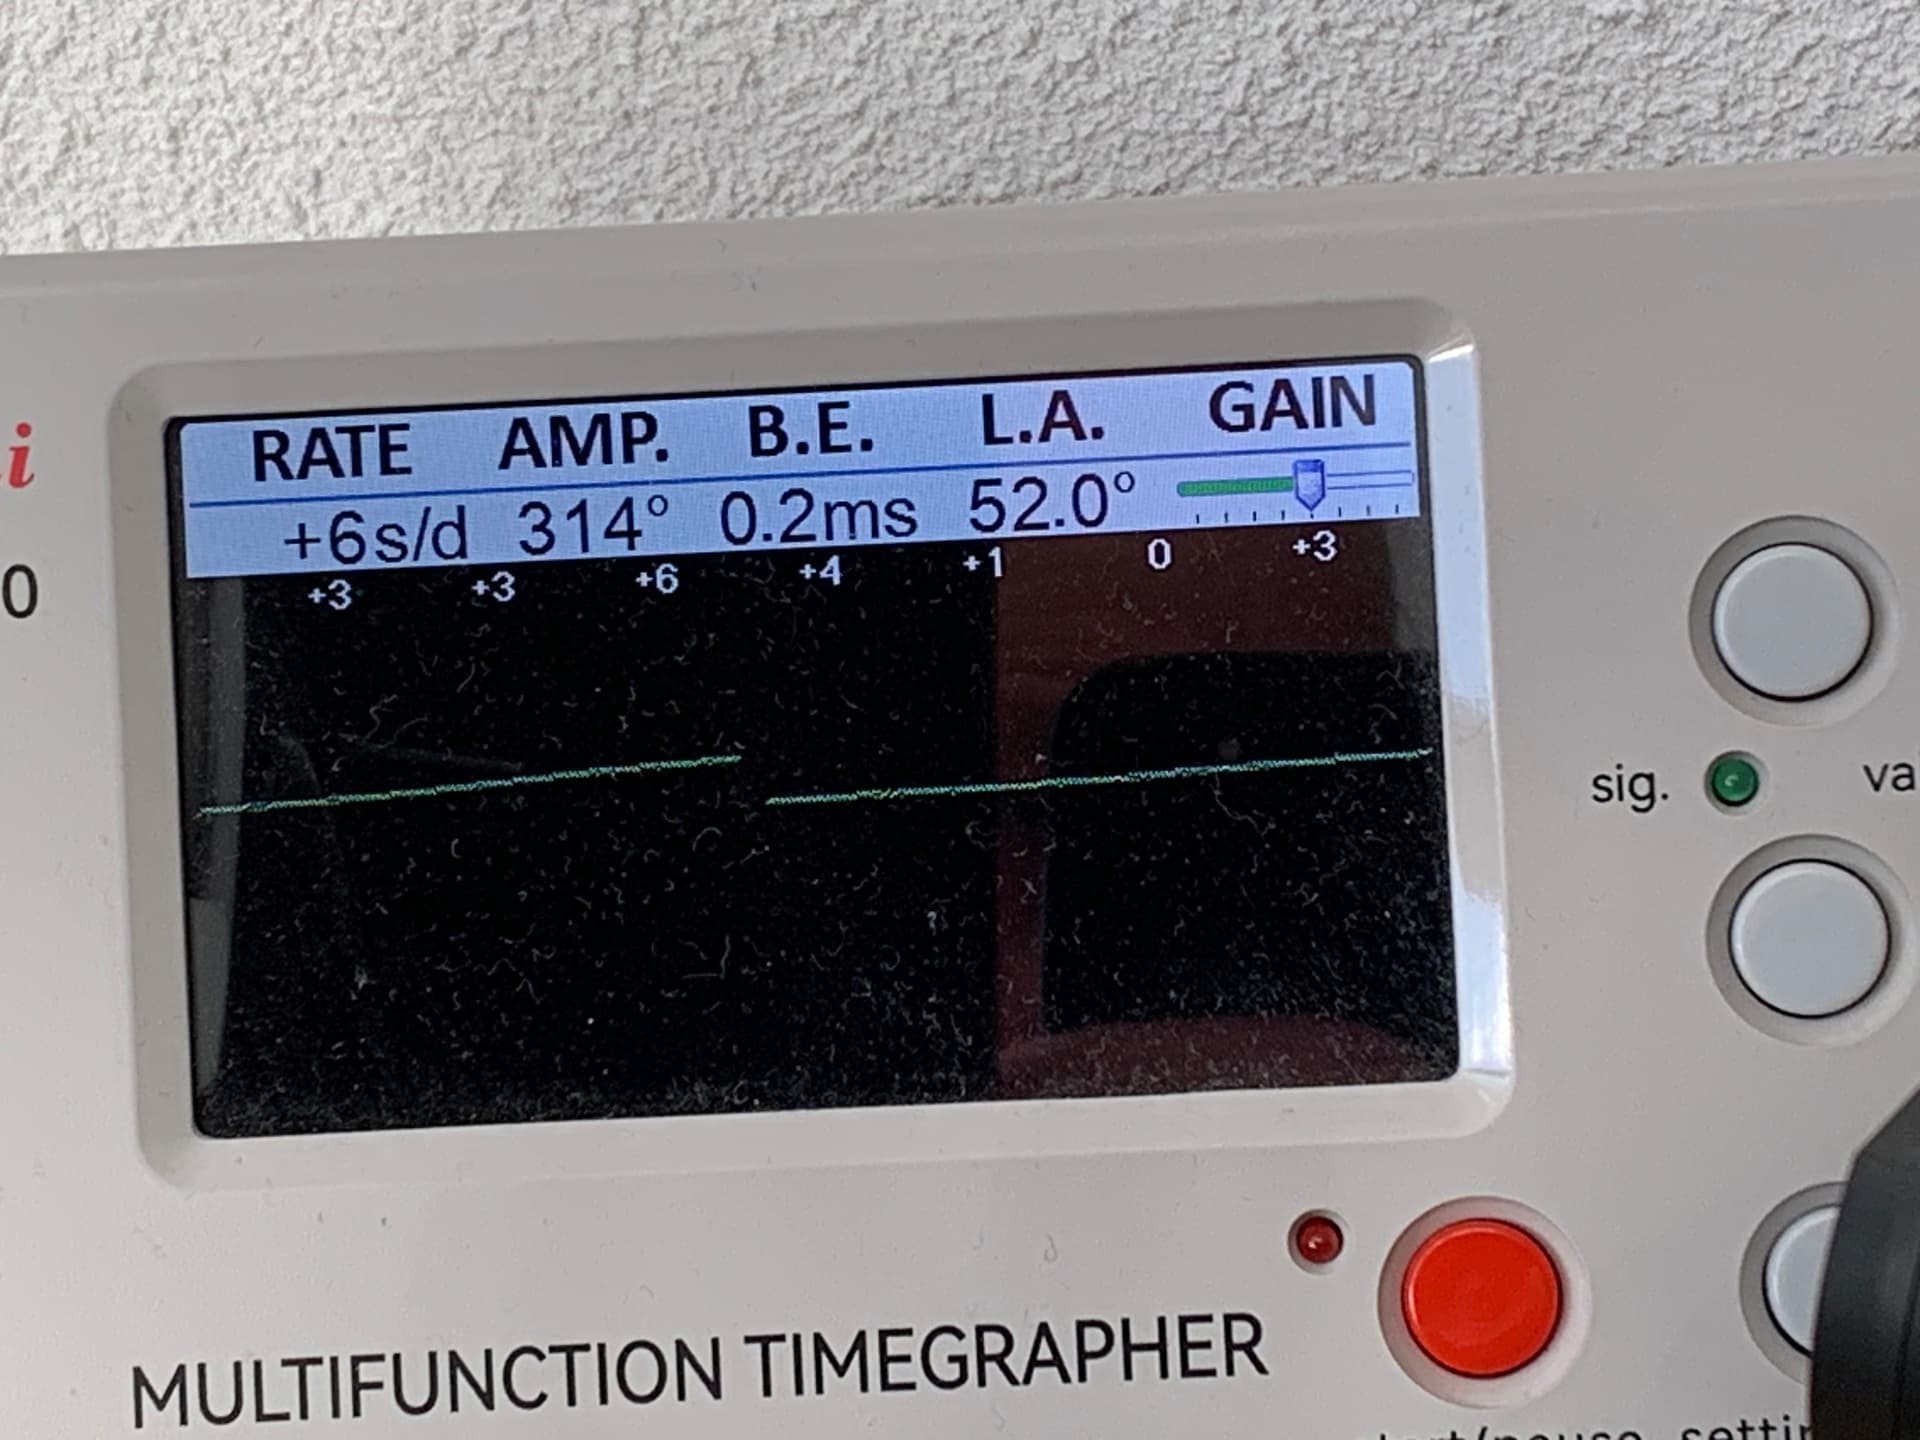 RATE AMP. B.E. L.A. GAIN
+6s/d 314° 0.2ms 52.0°
+3 +3 +6 +4 +1 0 +3
i
0
sig.
MULTIFUNCTION TIMEGRAPHER